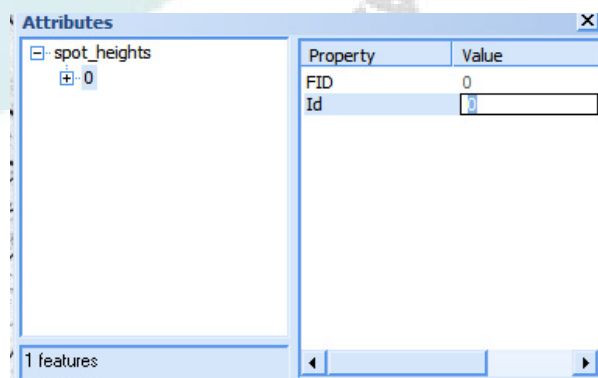 Attributes
spot_heights
0
Property Value
FID 0
Id 0
1 features